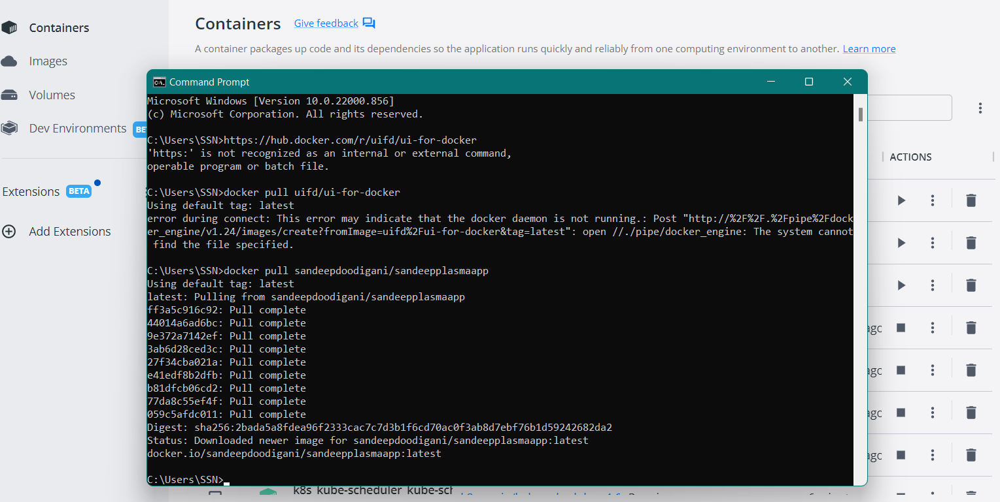 Containers
Images
Volumes
Dev Environments
Extensions BETA
Add Extensions
Containers Give feedback
A container packages up code and its dependencies so the application runs quickly and reliably from one computing environment to another. Learn more
ACTIONS
Command Prompt
Microsoft Windows [Version 10.0.22000.856]
(c) Microsoft Corporation. All rights reserved.
C:\Users\SSN>https://hub.docker.com/r/uifd/ui-for-docker
'https:' is not recognized as an internal or external command,
operable program or batch file.
C:\Users\SSN>docker pull uifd/ui-for-docker
Using default tag: latest
error during connect: This error may indicate that the docker daemon is not running.: Post "http://%2F%2F.%2Fpipe%2Fdock
er_engine/v1.24/images/create?fromImage=uifd%2Fui-for-docker&tag=latest": open //./pipe/docker_engine: The system cannot
find the file specified.
C:\Users\SSN>docker pull sandeepdoodigani/sandeepplasmaapp
Using default tag: latest
latest: Pulling from sandeepdoodigani/sandeepplasmaapp
ff3a5c916c92: Pull complete
44014a6ad6bc: Pull complete
9e372a7142ef: Pull complete
3ab6d28ced3c: Pull complete
27f34cba021a: Pull complete
e41edf8b2dfb: Pull complete
b81dfcb06cd2: Pull complete
77da8c55ef4f: Pull complete
059c5afdc011: Pull complete
Digest: sha256:2bada5a8fdea96f2333cac7c7d3b1f6cd70ac0f3ab8d7ebf76b1d59242682da2
Status: Downloaded newer image for sandeepdoodigani/sandeepplasmaapp:latest
docker.io/sandeepdoodigani/sandeepplasmaapp:latest
C:\Users\SSN>
k8s_kube-scheduler_kube-sch